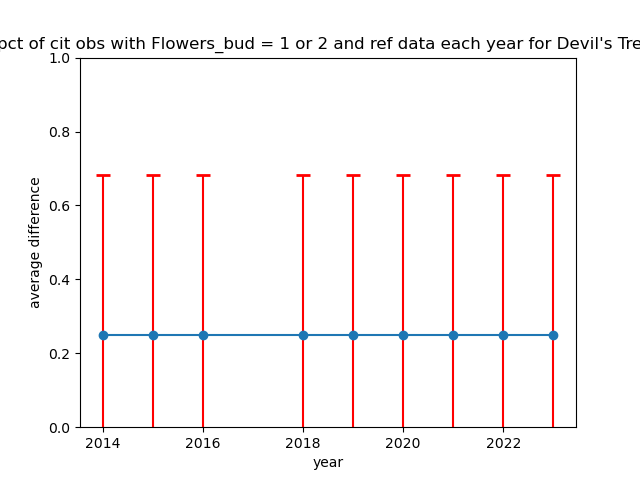 pct of cit obs with Flowers_bud = 1 or 2 and ref data each year for Devil's Tre
1.0
0.8
0.6
0.4
0.2
0.0
average difference
2014 2016 2018 2020 2022
year